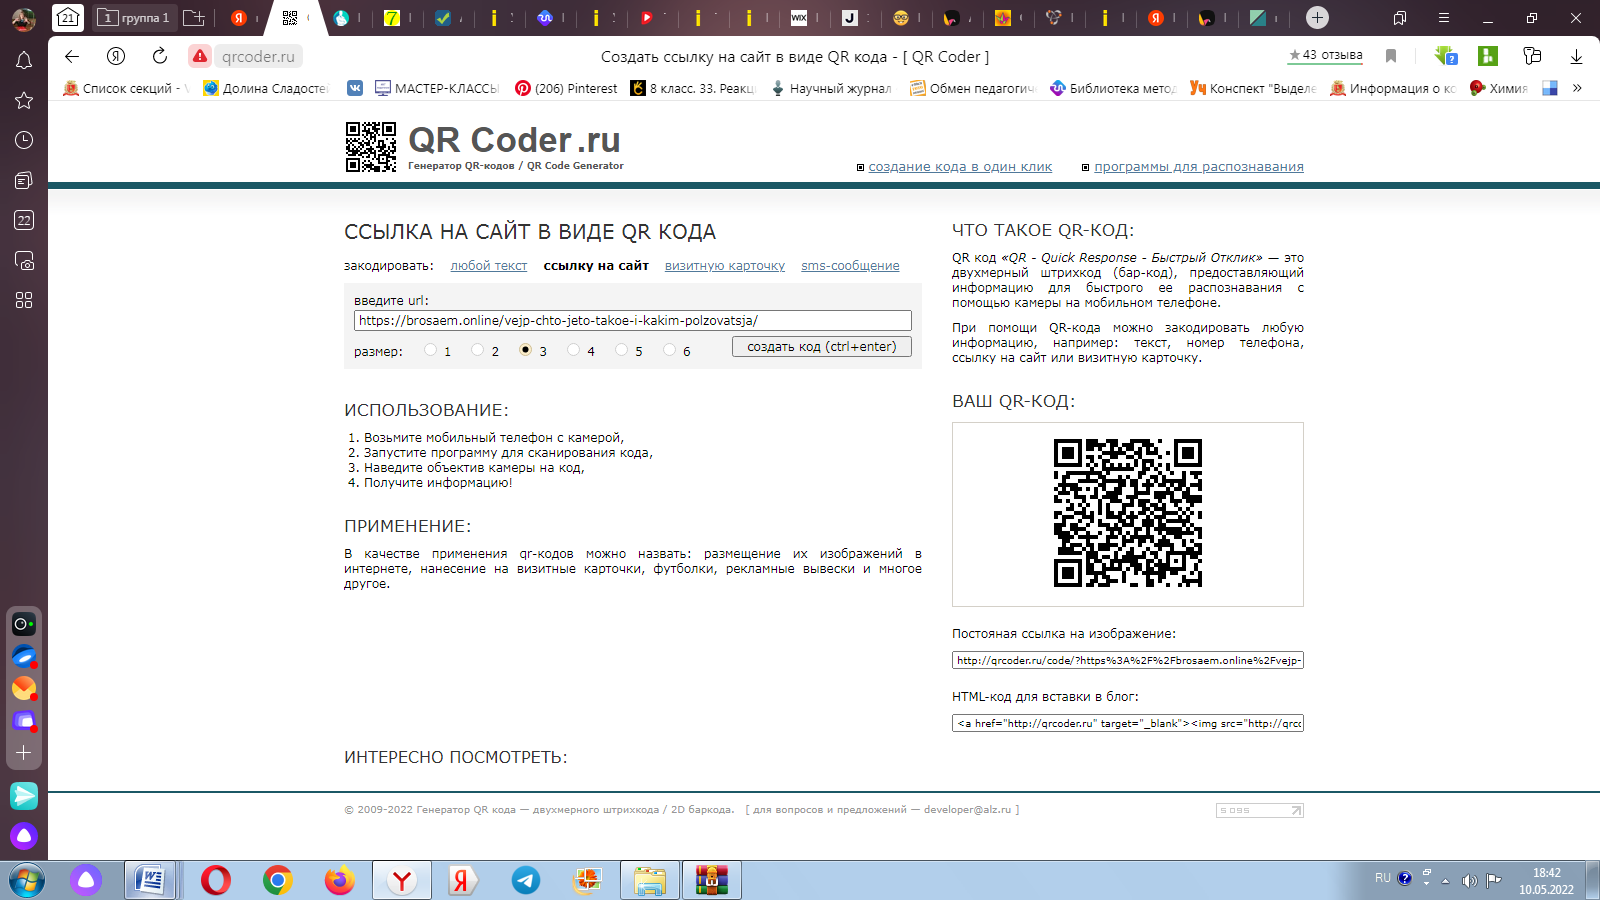 21
1 группа 1
qrcoder.ru
Создать ссылку на сайт в виде QR кода - [ QR Coder ]
★ 43 отзыва
Список секций -
Долина Сладостей
МАСТЕР-КЛАССЫ
(206) Pinterest
8 класс. 33. Реакц
Научный журнал
Обмен педагогич
Библиотека метод
Конспект "Выделе
Информация о ко
Химия
22
QR Coder.ru
Генератор QR-кодов / QR Code Generator
создание кода в один клик
программы для распознавания
ССЫЛКА НА САЙТ В ВИДЕ QR КОДА
закодировать: любой текст ссылку на сайт визитную карточку sms-сообщение
введите url:
https://brosaem.online/vejp-chto-jeto-takoe-i-kakim-polzovatsja/
размер: 1 2 3 4 5 6 создать код (ctrl+enter)
ИСПОЛЬЗОВАНИЕ:
1. Возьмите мобильный телефон с камерой,
2. Запустите программу для сканирования кода,
3. Наведите объектив камеры на код,
4. Получите информацию!
ПРИМЕНЕНИЕ:
В качестве применения qr-кодов можно назвать: размещение их изображений в
интернете, нанесение на визитные карточки, футболки, рекламные вывески и многое
другое.
ЧТО ТАКОЕ QR-КОД:
QR код «QR - Quick Response - Быстрый Отклик» — это
двухмерный штрихкод (бар-код), предоставляющий
информацию для быстрого ее распознавания с
помощью камеры на мобильном телефоне.
При помощи QR-кода можно закодировать любую
информацию, например: текст, номер телефона,
ссылку на сайт или визитную карточку.
ВАШ QR-КОД:
Постояная ссылка на изображение:
http://qrcoder.ru/code/?https%3A%2F%2Fbrosaem.online%2Fvejp-
HTML-код для вставки в блог:
<a href="http://qrcoder.ru" target="_blank"><img src="http://qrco
ИНТЕРЕСНО ПОСМОТРЕТЬ:
© 2009-2022 Генератор QR кода — двухмерного штрихкода / 2D баркода. [ для вопросов и предложений — developer@alz.ru ]
5095
RU
18:42
10.05.2022